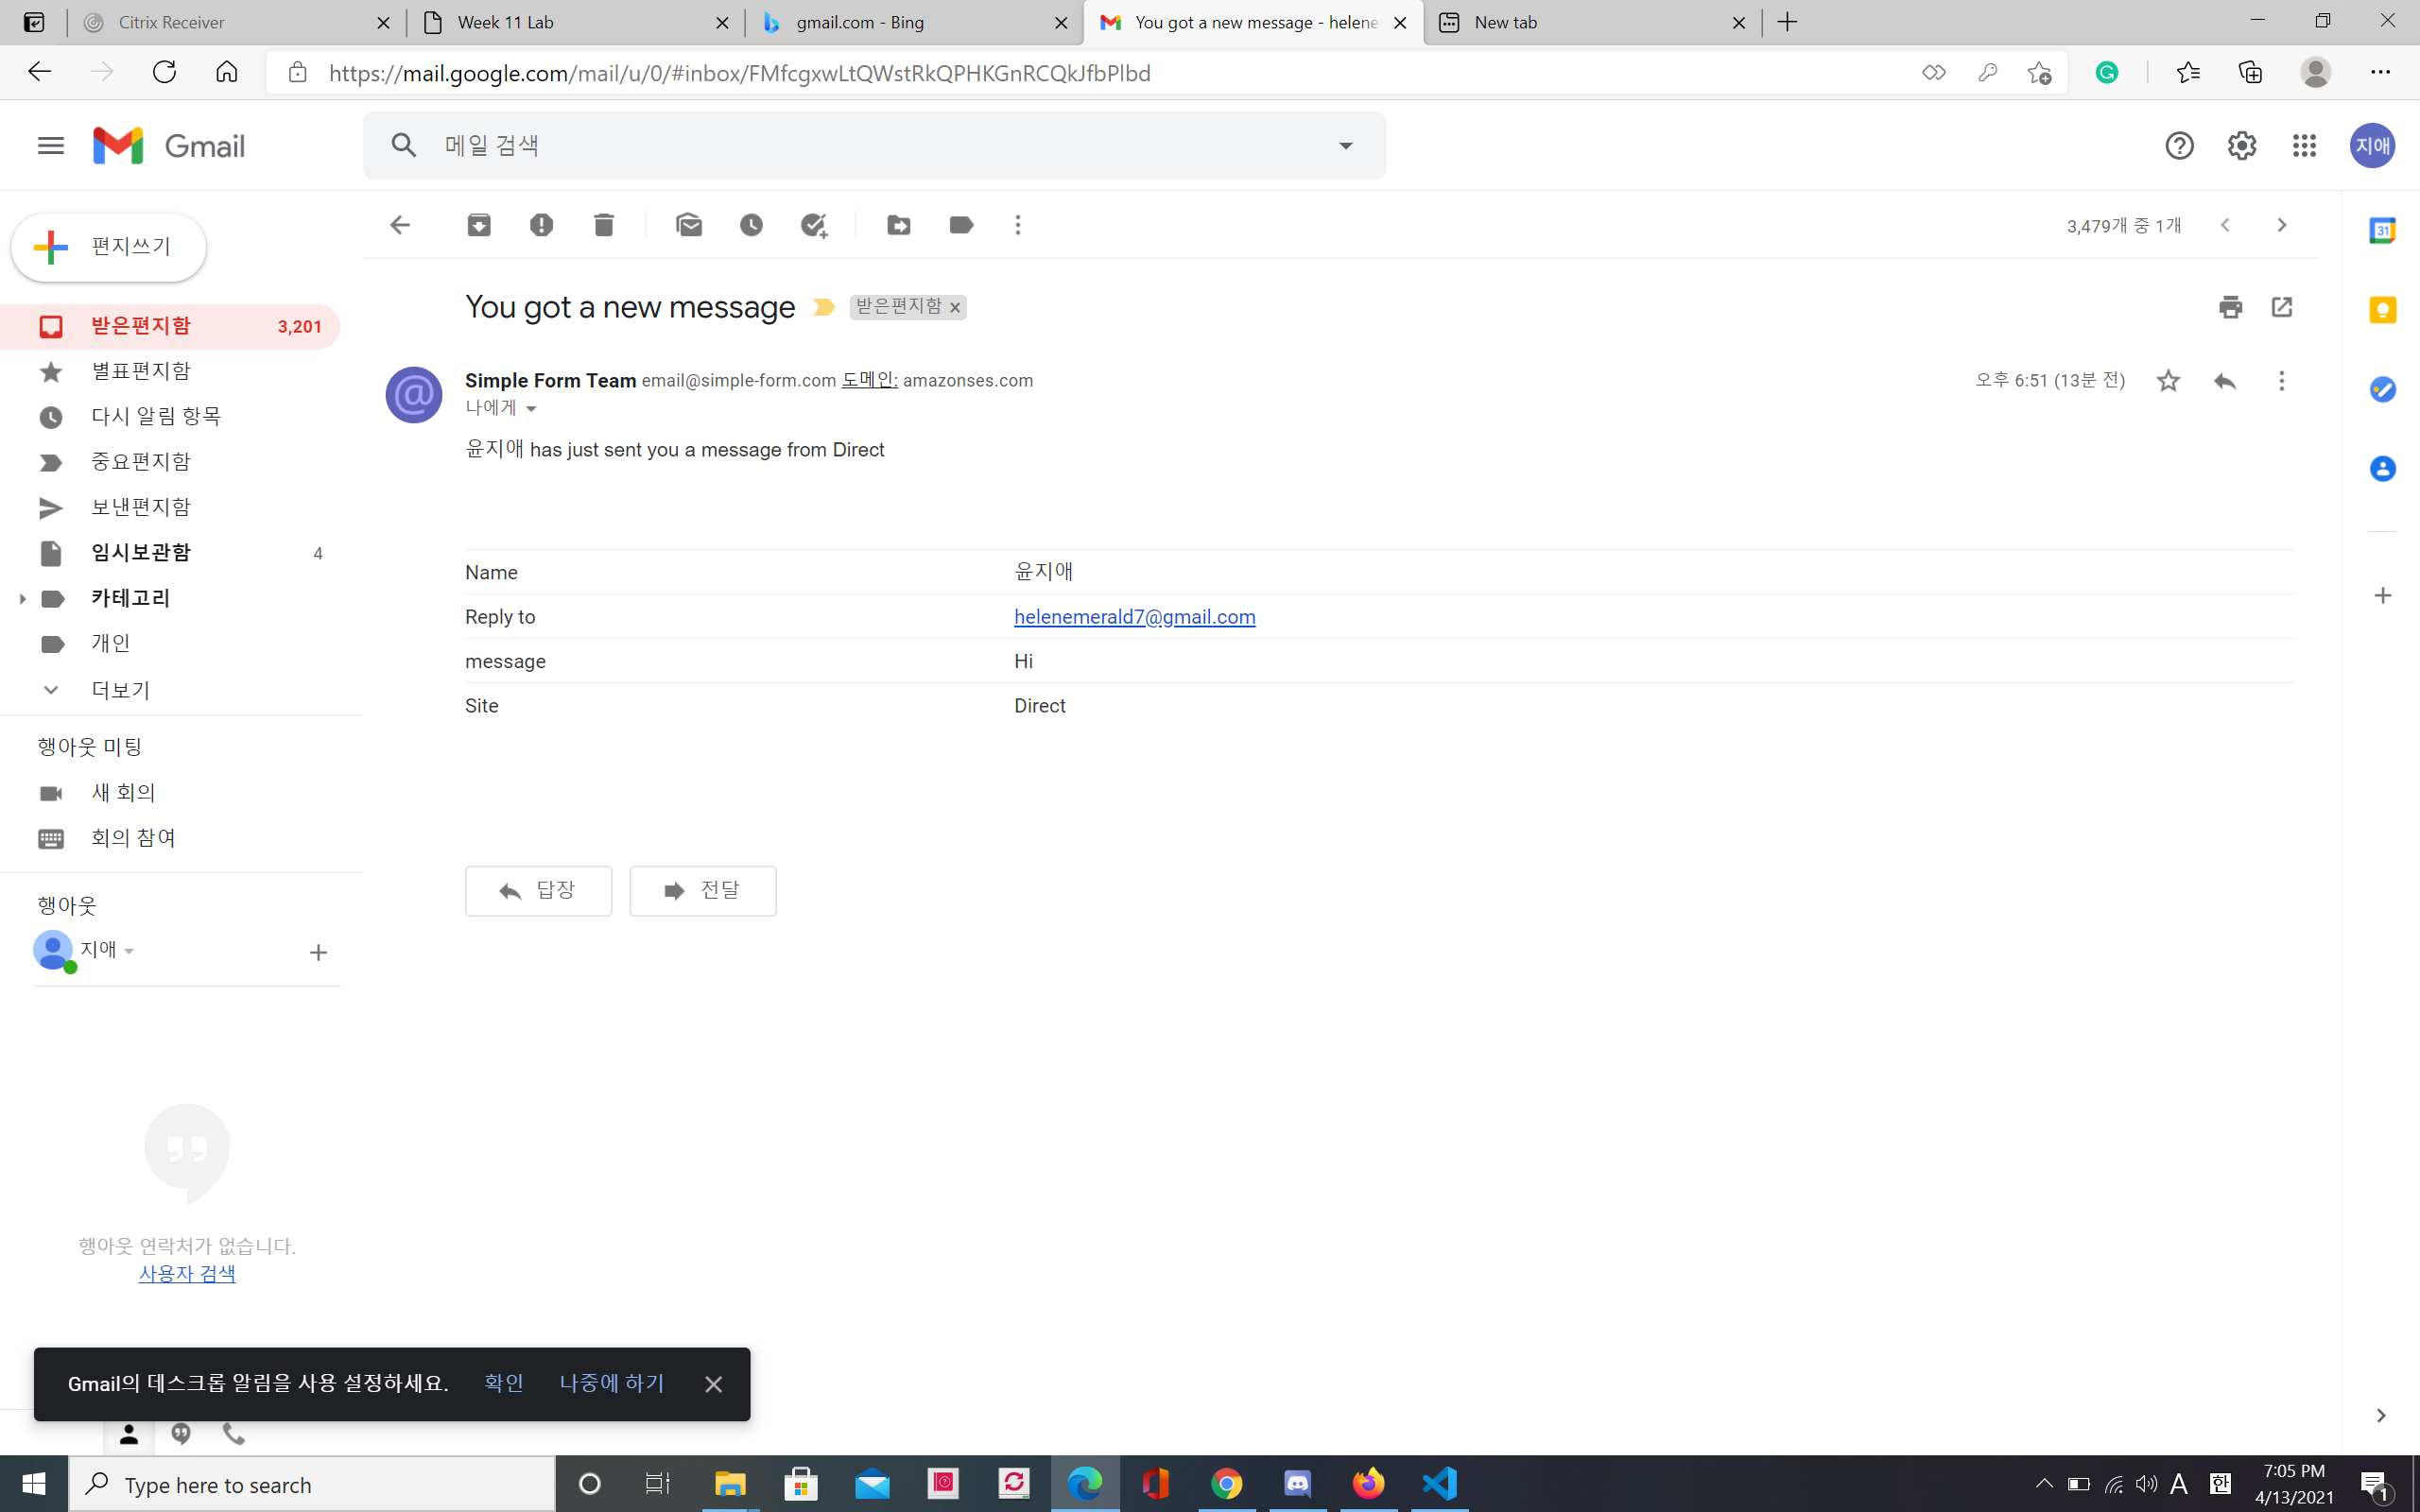 Citrix Receiver
Week 11 Lab
gmail.com - Bing
You got a new message - helene
New tab
https://mail.google.com/mail/u/0/#inbox/FMfcgxwLtQWstRkQPHKGnRCQkJfbPlbd
Gmail
메일 검색
지애
편지쓰기
3,479개 중 1개
31
받은편지함 3,201
별표편지함
다시 알림 항목
중요편지함
보낸편지함
임시보관함 4
카테고리
개인
더보기
행아웃 미팅
새 회의
회의 참여
행아웃
지애
행아웃 연락처가 없습니다.
사용자 검색
You got a new message 받은편지함
Simple Form Team email@simple-form.com 도메인: amazonses.com
오후 6:51 (13분 전)
나에게
윤지애 has just sent you a message from Direct
Name 윤지애
Reply to helenemerald7@gmail.com
message Hi
Site Direct
답장 전달
Gmail의 데스크톱 알림을 사용 설정하세요. 확인 나중에 하기
Type here to search
A 한
7:05 PM
4/13/2021
1